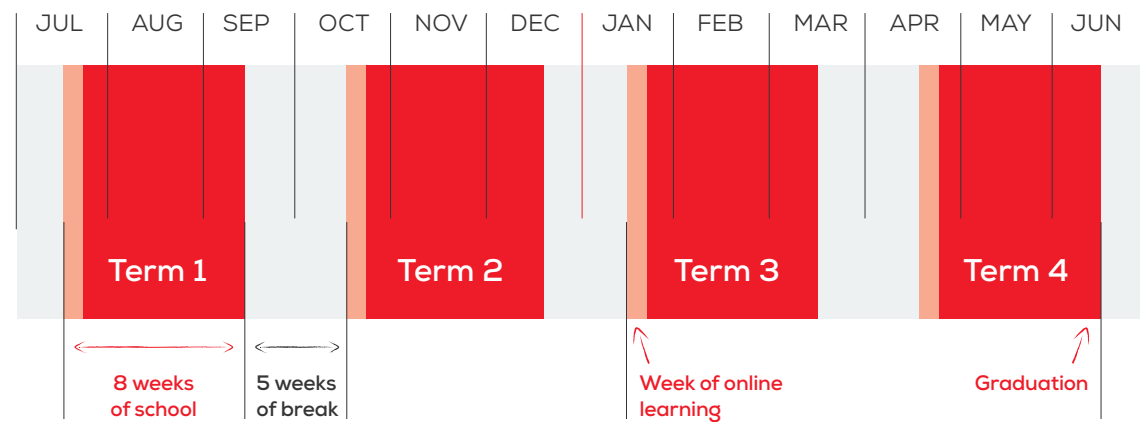 JUL AUG SEP OCT NOV DEC JAN FEB MAR APR MAY JUN
Term 1 Term 2 Term 3 Term 4
8 weeks
of school
5 weeks
of break
Week of online
learning
Graduation